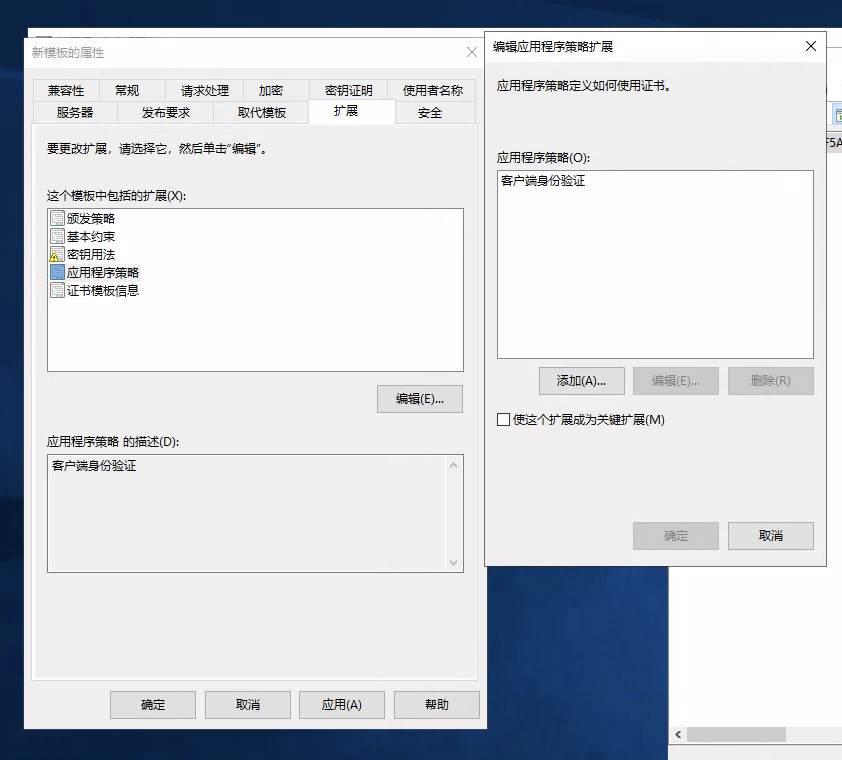 新模板的属性
兼容性 常规 请求处理 加密 密钥证明 使用者名称
服务器 发布要求 取代模板 扩展 安全
要更改扩展，请选择它，然后单击“编辑”。
这个模板中包括的扩展(X):
颁发策略
基本约束
密钥用法
应用程序策略
证书模板信息
编辑(E)...
应用程序策略 的描述(D):
客户端身份验证
确定 取消 应用(A) 帮助
编辑应用程序策略扩展
应用程序策略定义如何使用证书。
应用程序策略(O):
客户端身份验证
添加(A)... 编辑(E)... 删除(R)
使这个扩展成为关键扩展(M)
确定 取消